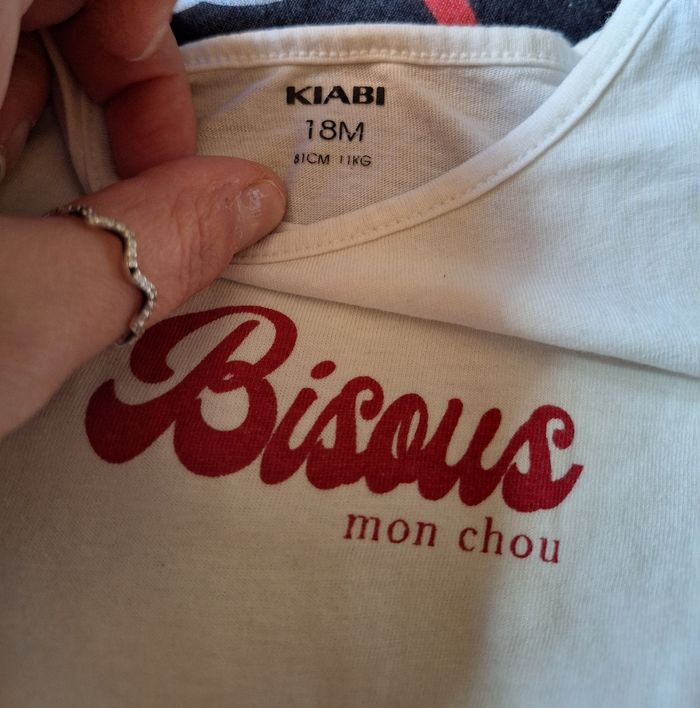 KIABI
18M
81CM 11KG
Bisous
mon chou